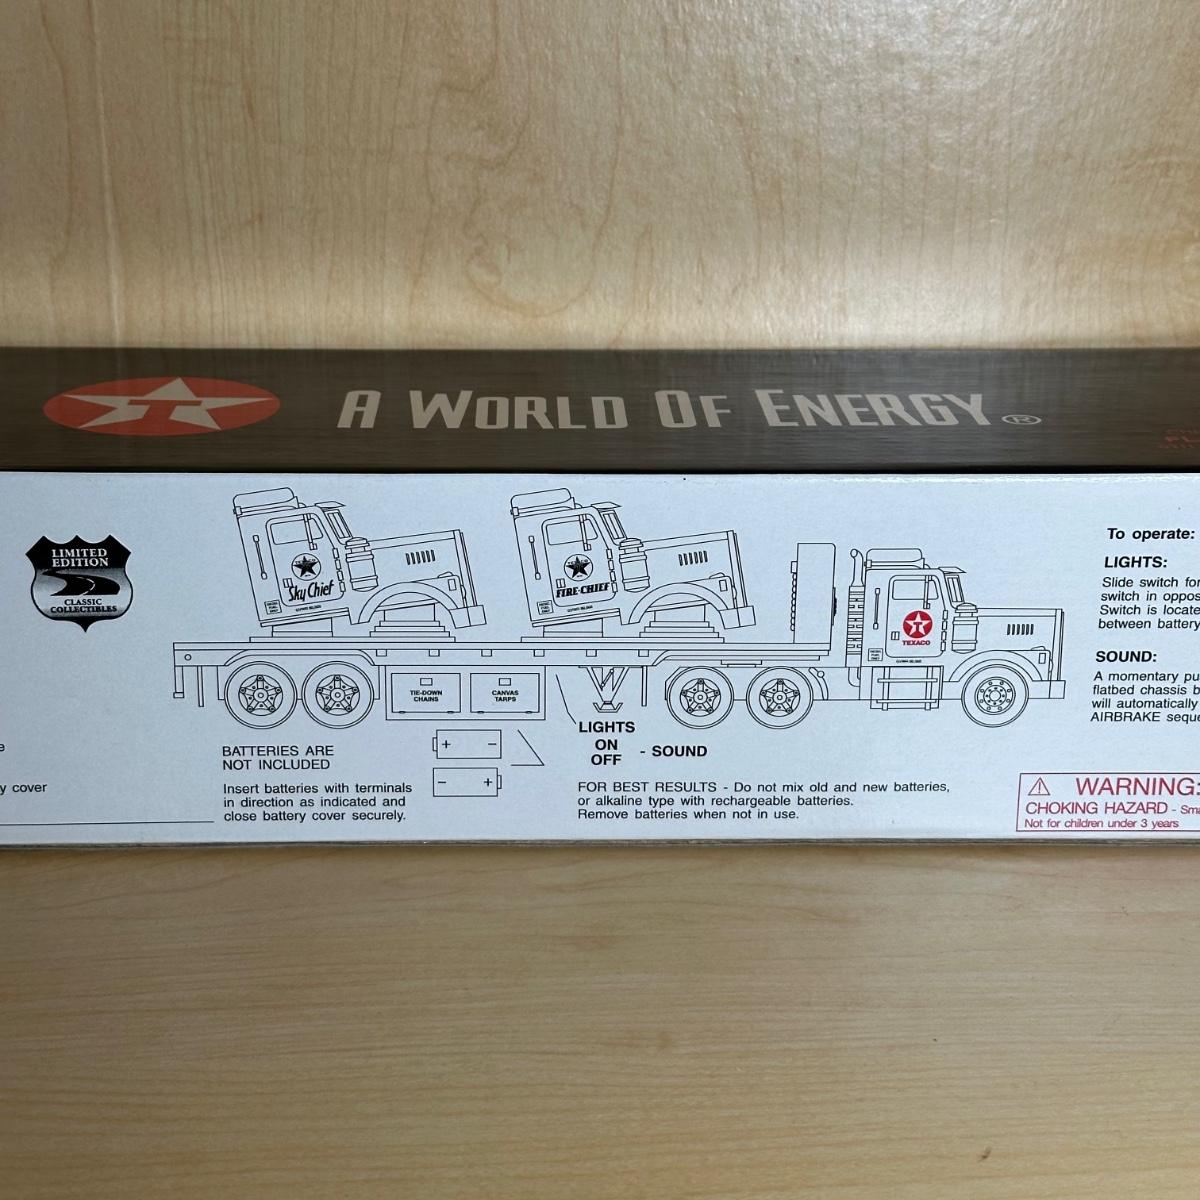 A WORLD OF ENERGY®
LIMITED
EDITION
CLASSIC
COLLECTIBLES
Sky Chief
FIRE-CHIEF
TEXACO
TIE-DOWN
CHAINS
CANVAS
TARPS
LIGHTS
ON
OFF
- SOUND
BATTERIES ARE
NOT INCLUDED
Insert batteries with terminals
in direction as indicated and
close battery cover securely.
+ −
− +
FOR BEST RESULTS - Do not mix old and new batteries,
or alkaline type with rechargeable batteries.
Remove batteries when not in use.
y cover
To operate:
LIGHTS:
Slide switch for
switch in oppos
Switch is locate
between battery
SOUND:
A momentary pu
flatbed chassis b
will automatically
AIRBRAKE seque
WARNING:
CHOKING HAZARD - Sma
Not for children under 3 years